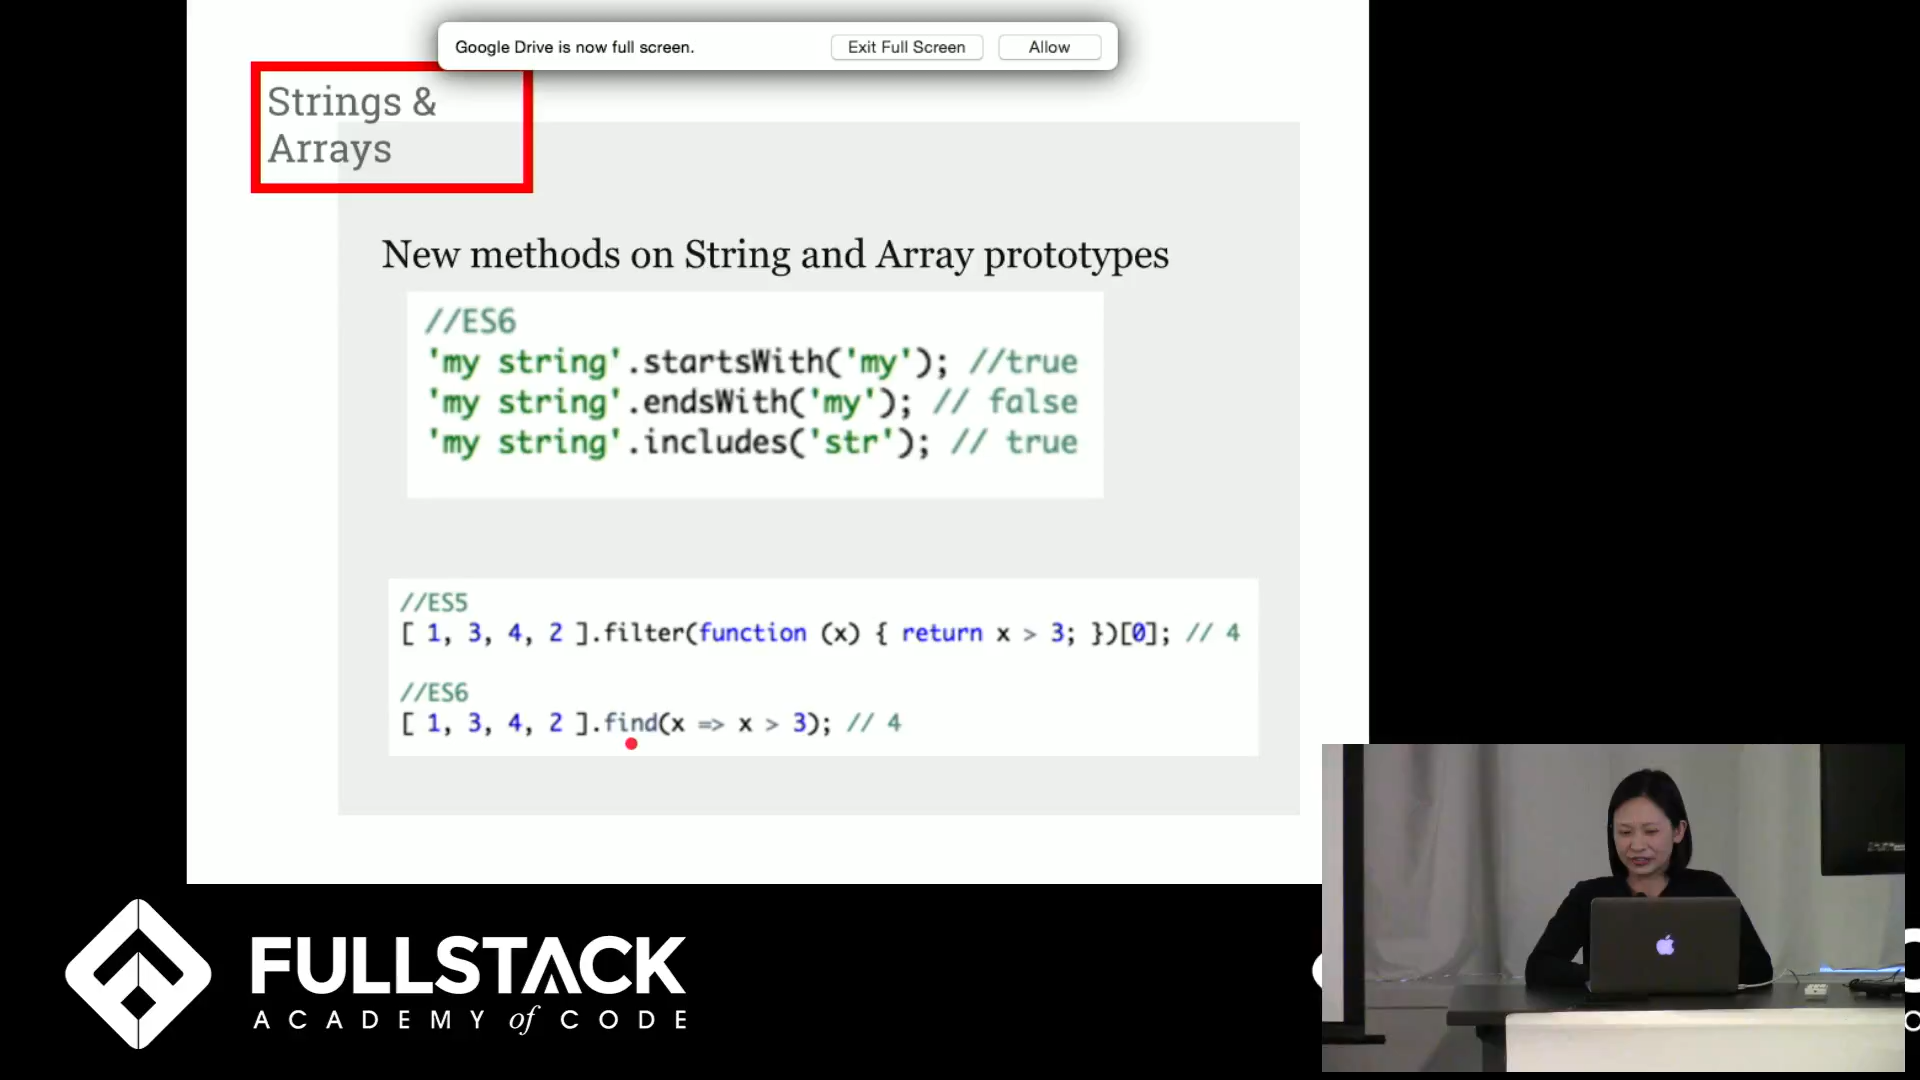 Google Drive is now full screen.
Exit Full Screen
Allow
Strings &
Arrays
New methods on String and Array prototypes
//ES6
'my string'.startsWith('my'); //true
'my string'.endsWith('my'); // false
'my string'.includes('str'); // true
//ES5
[ 1, 3, 4, 2 ].filter(function (x) { return x > 3; })[0]; // 4
//ES6
[ 1, 3, 4, 2 ].find(x => x > 3); // 4
FULLSTACK
ACADEMY of CODE